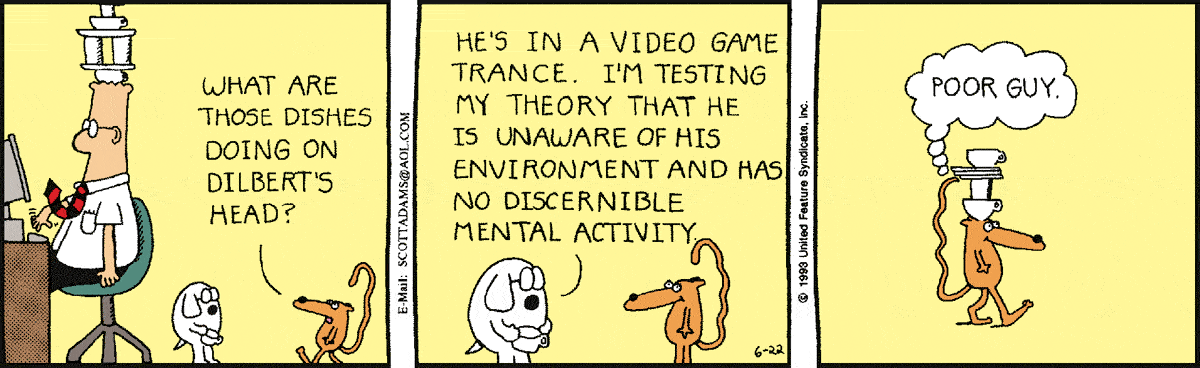 WHAT ARE
THOSE DISHES
DOING ON
DILBERT'S
HEAD?
E-Mail: SCOTTADAMS@AOL.COM
HE'S IN A VIDEO GAME
TRANCE. I'M TESTING
MY THEORY THAT HE
IS UNAWARE OF HIS
ENVIRONMENT AND HAS
NO DISCERNIBLE
MENTAL ACTIVITY.
6-22
© 1993 United Feature Syndicate, Inc.
POOR GUY.